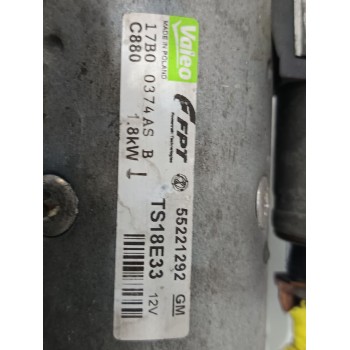 Valeo
MADE IN POLAND
17B0 0374AS B
C880 1.8kW
FPT
Powertrain Technologies
55221292 GM
TS18E33 12V